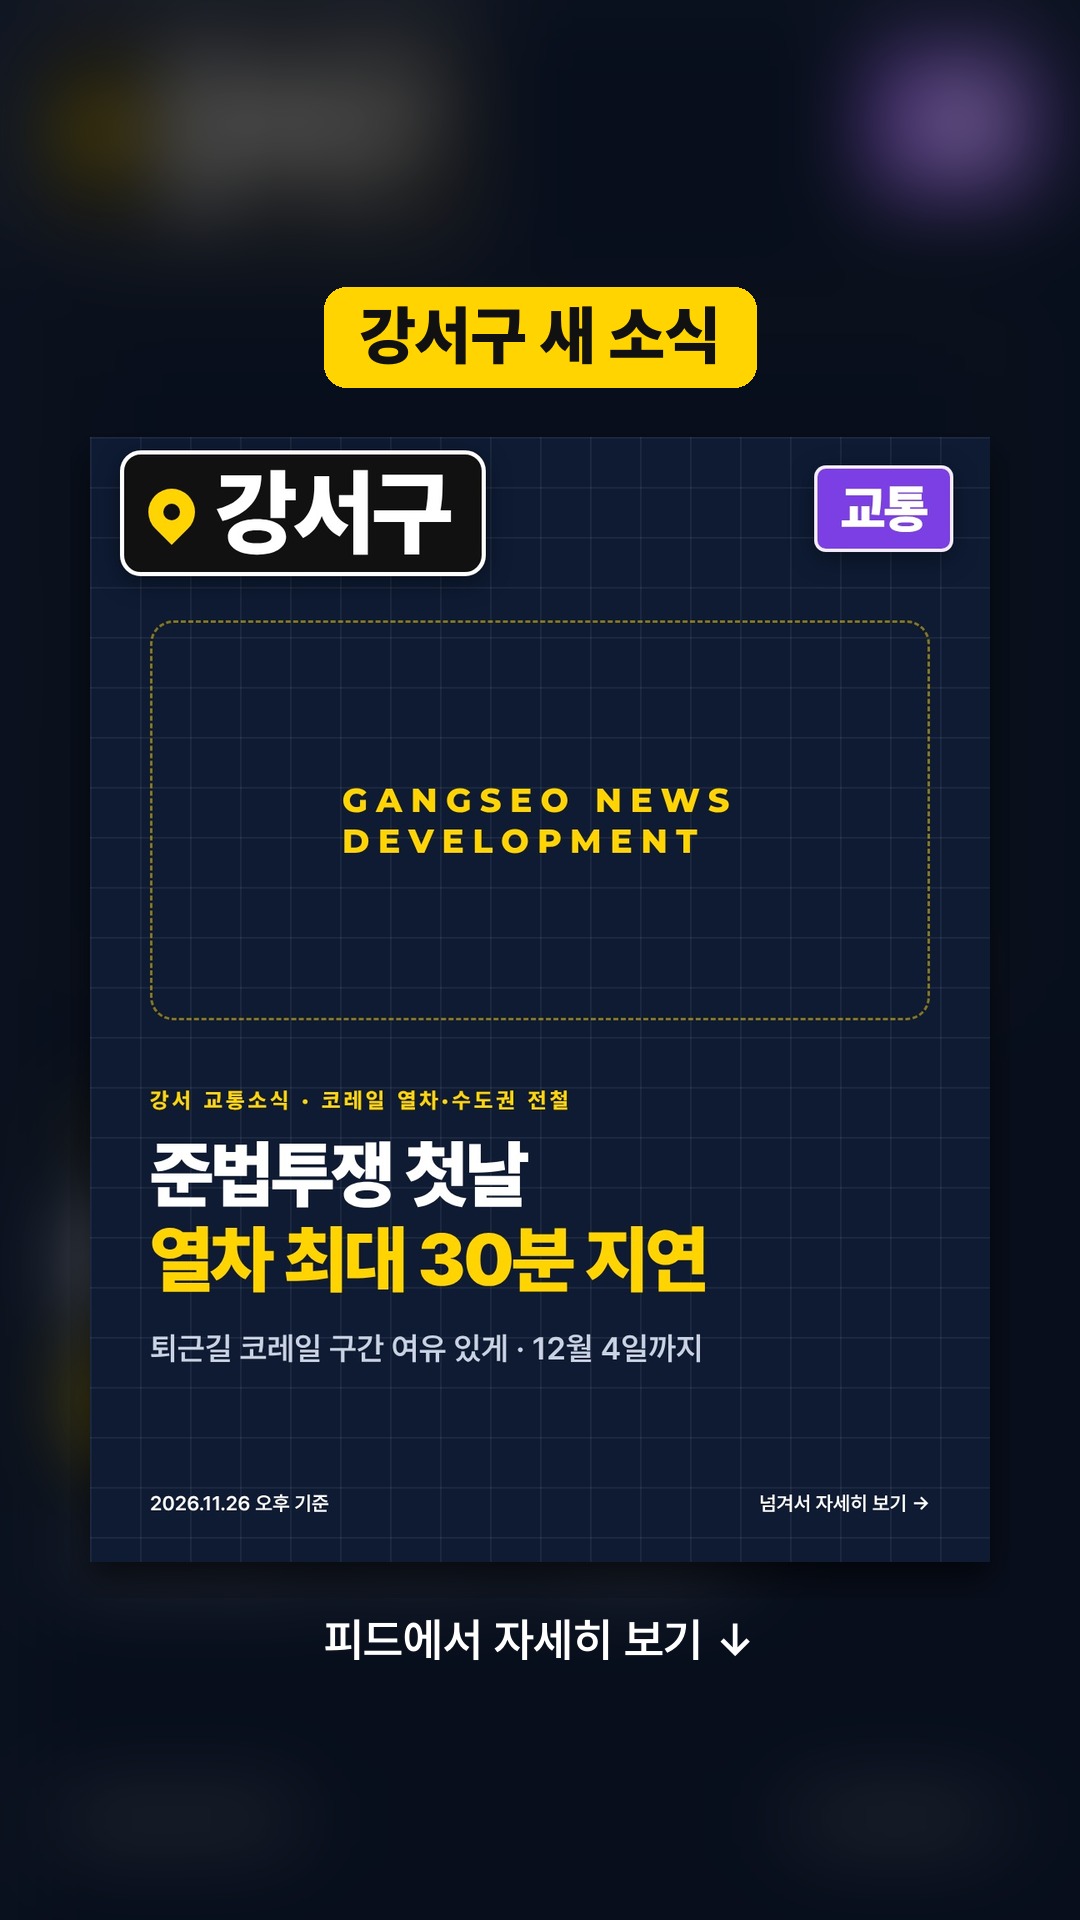 강서구 새 소식
강서구
교통
GANGSEO NEWS
DEVELOPMENT
강서 교통소식 · 코레일 열차·수도권 전철
준법투쟁 첫날
열차 최대 30분 지연
퇴근길 코레일 구간 여유 있게 · 12월 4일까지
2026.11.26 오후 기준
넘겨서 자세히 보기 →
피드에서 자세히 보기 ↓